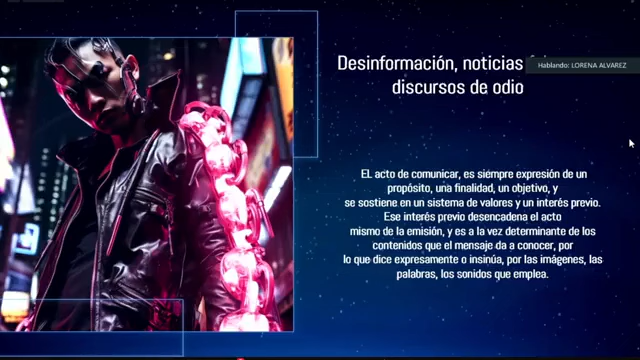 Desinformación, noticias
Hablando: LORENA ALVAREZ
discursos de odio
EL acto de comunicar, es siempre expresión de un
propósito, una finalidad, un objetivo, y
se sostiene en un sistema de valores y un interés previo.
Ese interés previo desencadena el acto
mismo de la emisión, y es a la vez determinante de los
contenidos que el mensaje da a conocer, por
lo que dice expresamente o insinúa, por las imágenes, las
palabras, los sonidos que emplea.